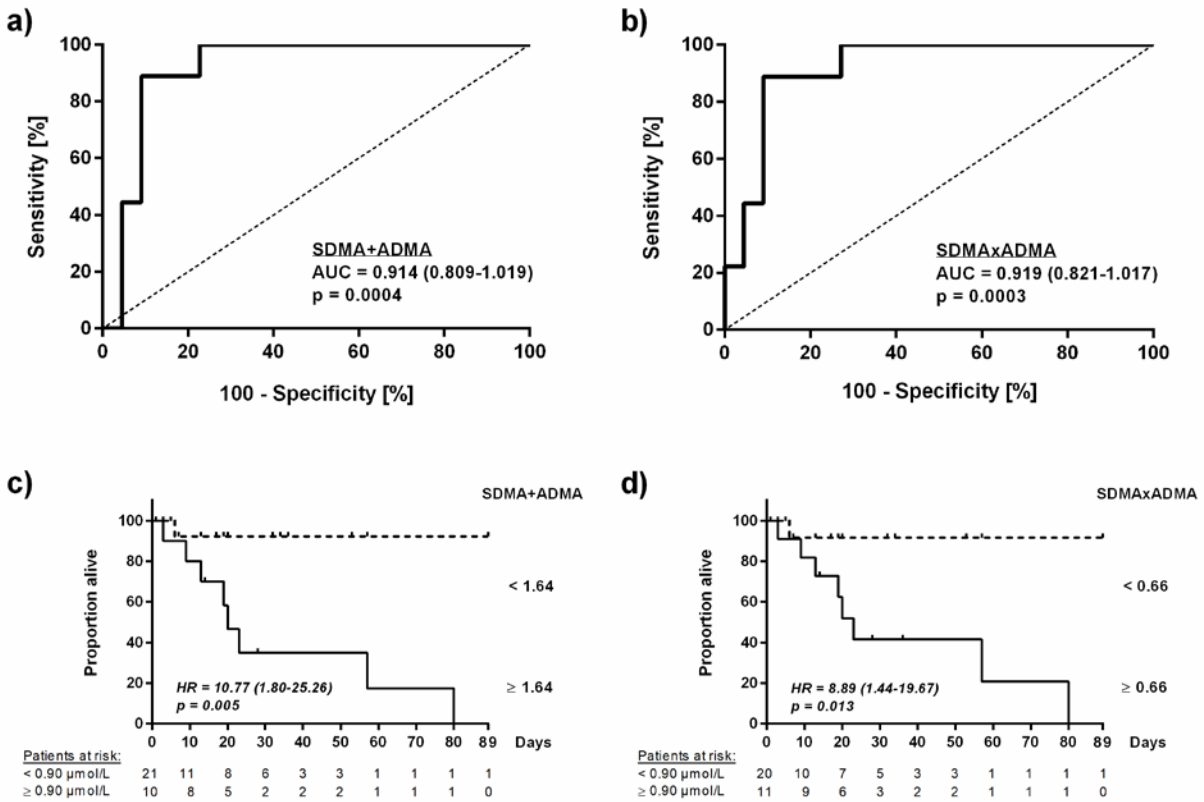 a)
100
80
60
40
20
0
Sensitivity [%]
SDMA+ADMA
AUC = 0.914 (0.809-1.019)
p = 0.0004
0 20 40 60 80 100
100 - Specificity [%]
b)
100
80
60
40
20
0
Sensitivity [%]
SDMAxADMA
AUC = 0.919 (0.821-1.017)
p = 0.0003
0 20 40 60 80 100
100 - Specificity [%]
c)
SDMA+ADMA
100
80
60
40
20
0
Proportion alive
< 1.64
≥ 1.64
HR = 10.77 (1.80-25.26)
p = 0.005
0 10 20 30 40 50 60 70 80 89 Days
Patients at risk:
< 0.90 µmol/L 21 11 8 6 3 3 1 1 1 1
≥ 0.90 µmol/L 10 8 5 2 2 2 1 1 1 0
d)
SDMAxADMA
100
80
60
40
20
0
Proportion alive
< 0.66
≥ 0.66
HR = 8.89 (1.44-19.67)
p = 0.013
0 10 20 30 40 50 60 70 80 89 Days
Patients at risk:
< 0.90 µmol/L 20 10 7 5 3 3 1 1 1 1
≥ 0.90 µmol/L 11 9 6 3 2 2 1 1 1 0